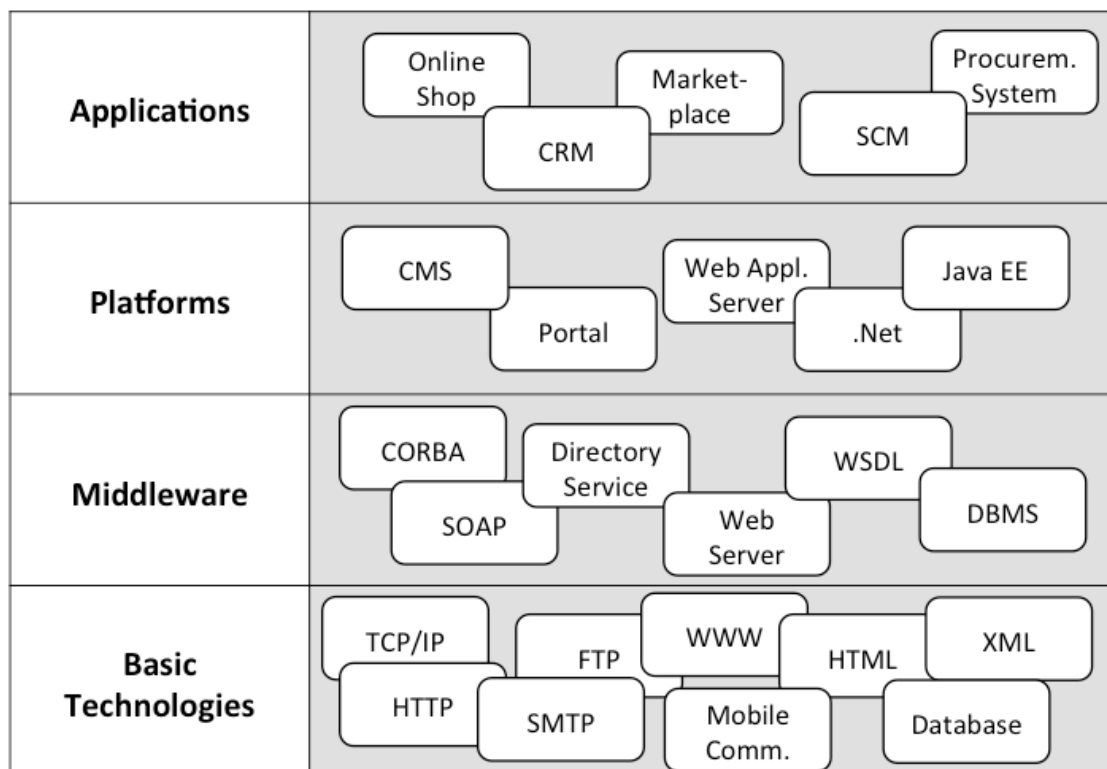 Applications
Online
Shop
CRM
Market-
place
SCM
Procurem.
System
Platforms
CMS
Portal
Web Appl.
Server
.Net
Java EE
Middleware
CORBA
SOAP
Directory
Service
Web
Server
WSDL
DBMS
Basic
Technologies
TCP/IP
HTTP
FTP
SMTP
WWW
Mobile
Comm.
HTML
XML
Database